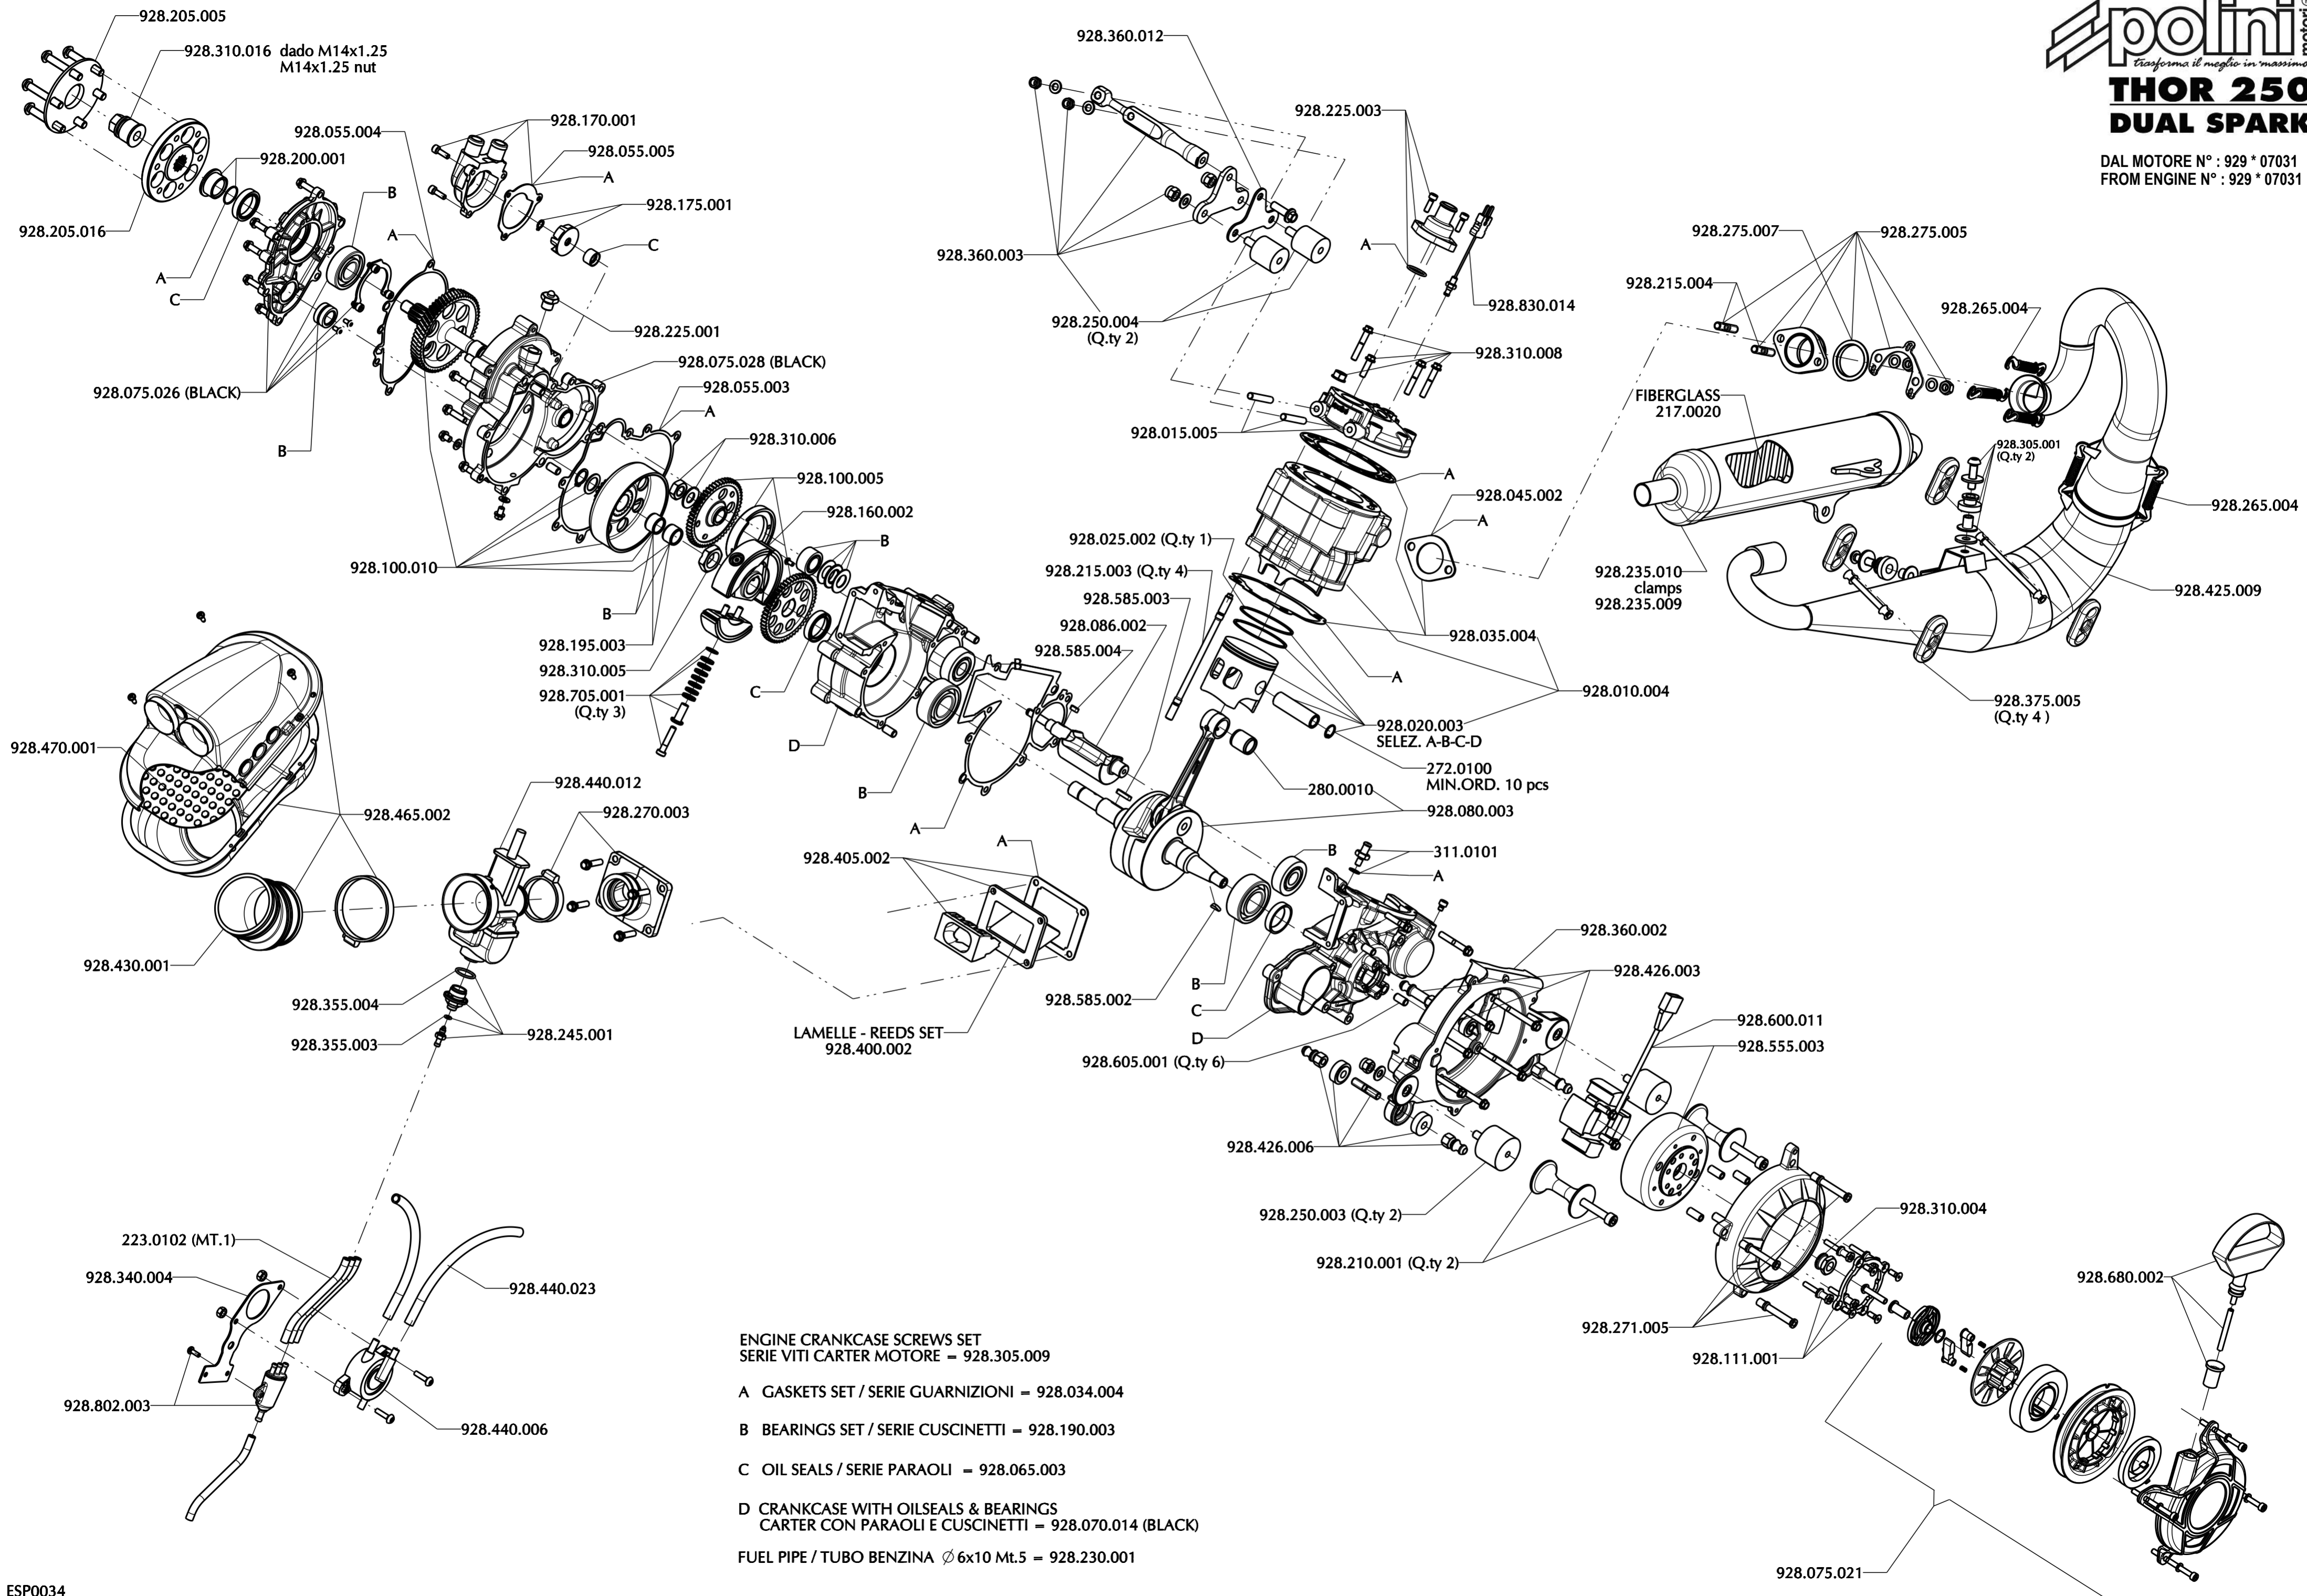 928.205.005
928.310.016 dado M14x1.25
M14x1.25 nut
928.055.004
928.200.001
B
A
928.205.016
A
C
928.170.001
928.055.005
A
928.175.001
C
928.225.001
928.075.028 (BLACK)
928.075.026 (BLACK)
928.055.003
A
B
928.310.006
928.100.005
928.160.002
B
928.100.010
B
928.195.003
928.310.005
928.705.001
(Q.ty 3)
C
D
B
B
A
928.360.012
928.225.003
A
928.360.003
928.250.004
(Q.ty 2)
928.830.014
928.310.008
928.015.005
A
928.045.002
A
928.025.002 (Q.ty 1)
928.215.003 (Q.ty 4)
928.585.003
928.086.002
928.585.004
928.035.004
A
928.010.004
928.020.003
SELEZ. A-B-C-D
272.0100
MIN.ORD. 10 pcs
280.0010
928.080.003
polini
motori
trasforma il meglio in massimo
THOR 250
DUAL SPARK
DAL MOTORE N° : 929 * 07031
FROM ENGINE N° : 929 * 07031
928.275.007
928.275.005
928.215.004
928.265.004
FIBERGLASS
217.0020
928.305.001
(Q.ty 2)
928.265.004
928.235.010
clamps
928.235.009
928.425.009
928.375.005
(Q.ty 4 )
928.470.001
928.465.002
928.440.012
928.270.003
928.430.001
928.355.004
928.355.003
928.245.001
928.405.002
A
LAMELLE - REEDS SET
928.400.002
B
311.0101
A
928.585.002
B
C
D
928.605.001 (Q.ty 6)
928.360.002
928.426.003
928.600.011
928.555.003
928.426.006
928.250.003 (Q.ty 2)
928.210.001 (Q.ty 2)
928.310.004
928.271.005
928.111.001
928.680.002
928.075.021
223.0102 (MT.1)
928.340.004
928.440.023
928.802.003
928.440.006
ENGINE CRANKCASE SCREWS SET
SERIE VITI CARTER MOTORE = 928.305.009
A GASKETS SET / SERIE GUARNIZIONI = 928.034.004
B BEARINGS SET / SERIE CUSCINETTI = 928.190.003
C OIL SEALS / SERIE PARAOLI = 928.065.003
D CRANKCASE WITH OILSEALS & BEARINGS
CARTER CON PARAOLI E CUSCINETTI = 928.070.014 (BLACK)
FUEL PIPE / TUBO BENZINA ∅ 6x10 Mt.5 = 928.230.001
ESP0034